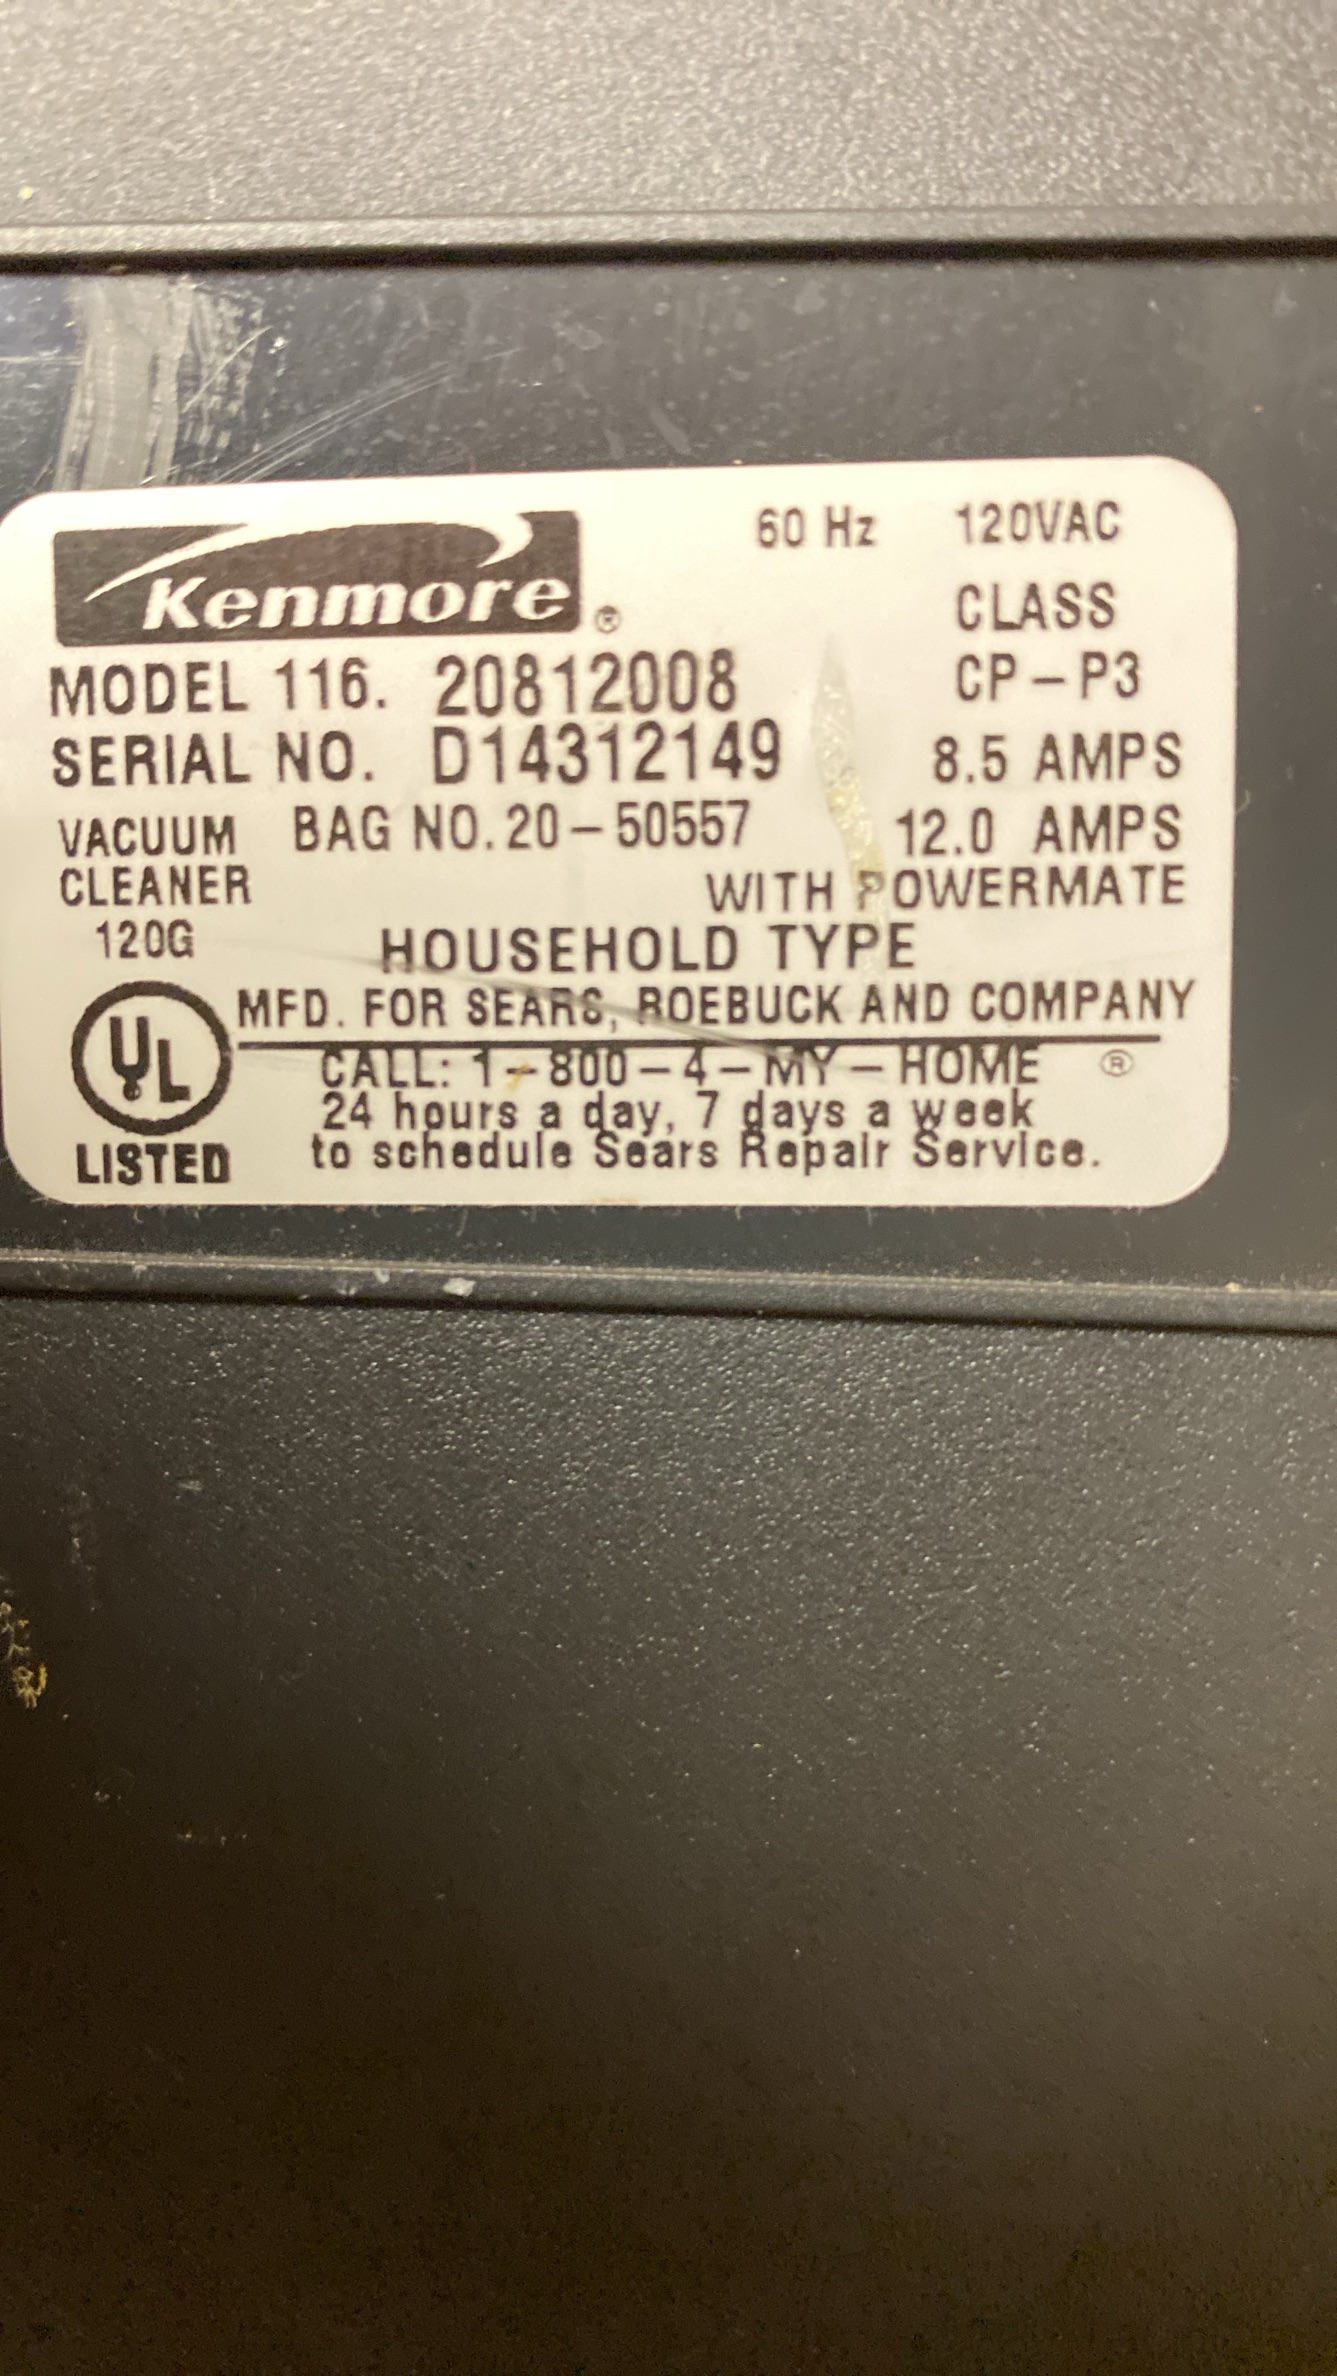 Kenmore ®
60 Hz 120VAC
CLASS
MODEL 116. 20812008 CP-P3
SERIAL NO. D14312149 8.5 AMPS
VACUUM BAG NO. 20-50557 12.0 AMPS
CLEANER WITH POWERMATE
120G HOUSEHOLD TYPE
MFD. FOR SEARS, ROEBUCK AND COMPANY
UL
LISTED
CALL: 1-800-4-MY-HOME ®
24 hours a day, 7 days a week
to schedule Sears Repair Service.